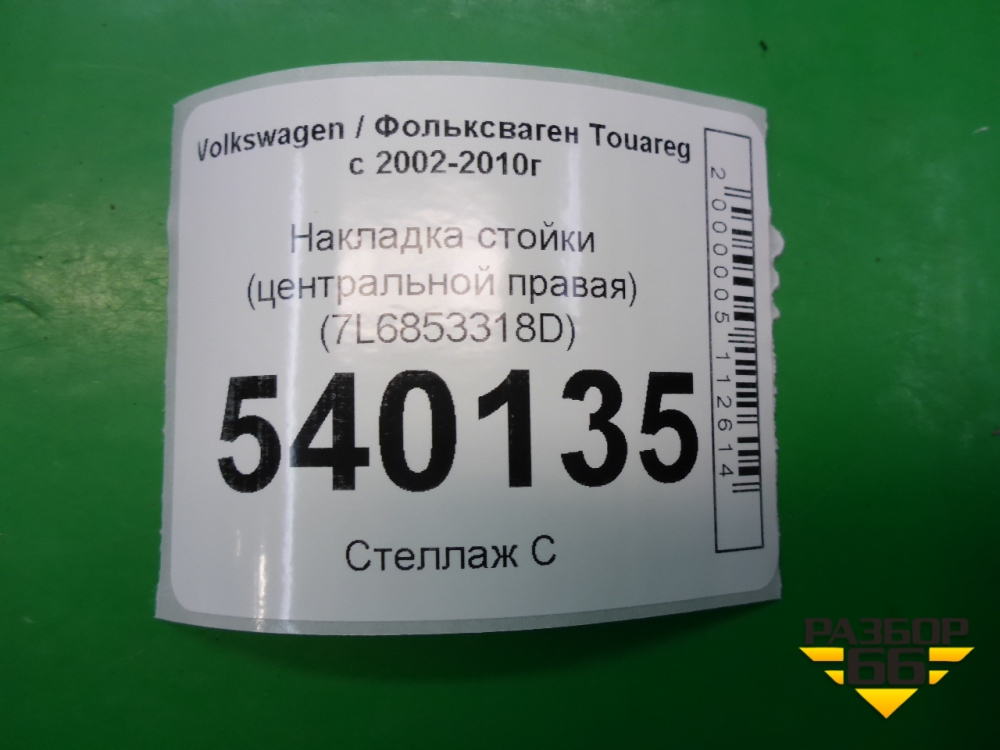 Volkswagen / Фольксваген Touareg
с 2002-2010г
Накладка стойки
(центральной правая)
(7L6853318D)
540135
Стеллаж С
2000005112614
РАЗБОР
66